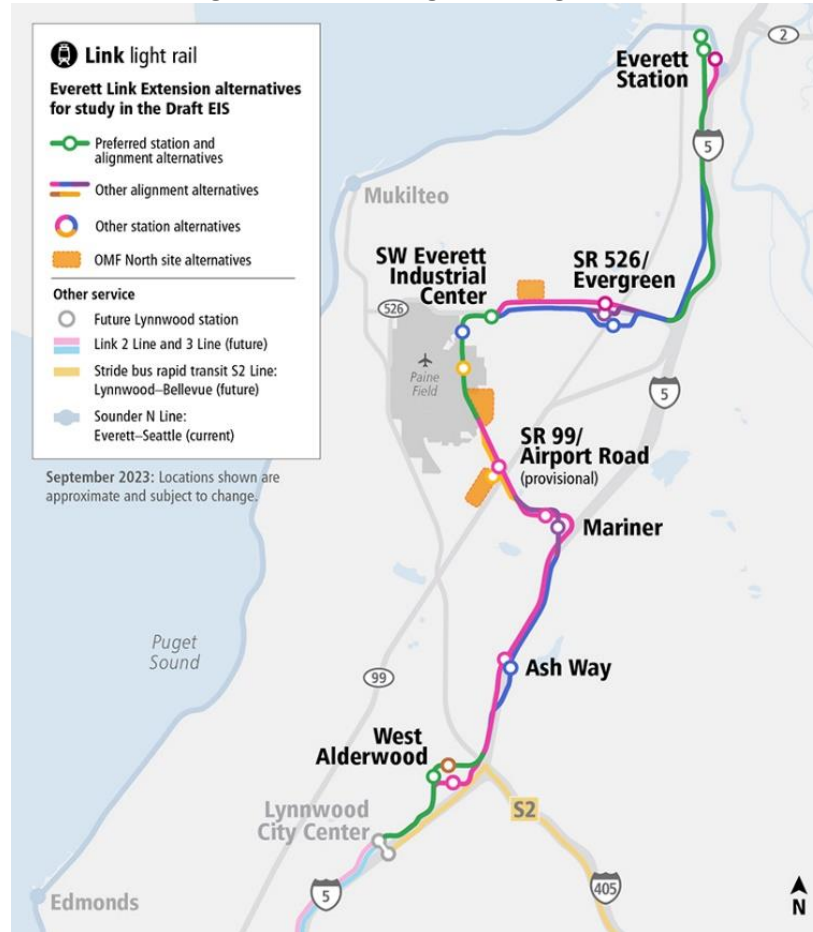 Link light rail
Everett Link Extension alternatives
for study in the Draft EIS
Preferred station and
alignment alternatives
Other alignment alternatives
Other station alternatives
OMF North site alternatives
Other service
Future Lynnwood station
Link 2 Line and 3 Line (future)
Stride bus rapid transit S2 Line:
Lynnwood–Bellevue (future)
Sounder N Line:
Everett–Seattle (current)
September 2023: Locations shown are
approximate and subject to change.
2
Everett
Station
5
Mukilteo
SW Everett
Industrial
Center
SR 526/
Evergreen
526
Paine
Field
5
SR 99/
Airport Road
(provisional)
Mariner
Puget
Sound
99
Ash Way
West
Alderwood
Lynnwood
City Center
S2
5
405
Edmonds
N